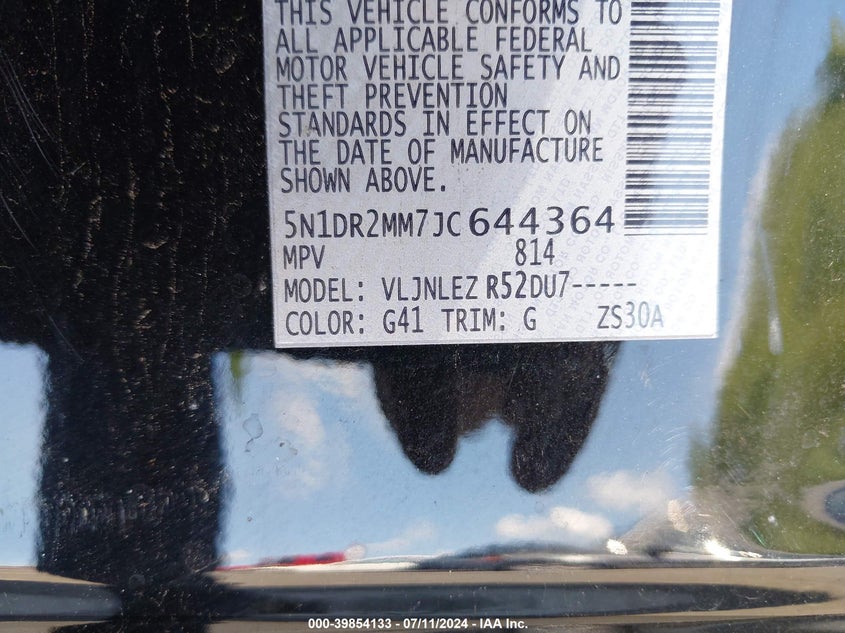 THIS VEHICLE CONFORMS TO
ALL APPLICABLE FEDERAL
MOTOR VEHICLE SAFETY AND
THEFT PREVENTION
STANDARDS IN EFFECT ON
THE DATE OF MANUFACTURE
SHOWN ABOVE.
5N1DR2MM7JC644364
MPV 814
MODEL: VLJNLEZ R52DU7-----
COLOR: G41 TRIM: G ZS30A
000-39854133 - 07/11/2024 - IAA Inc.